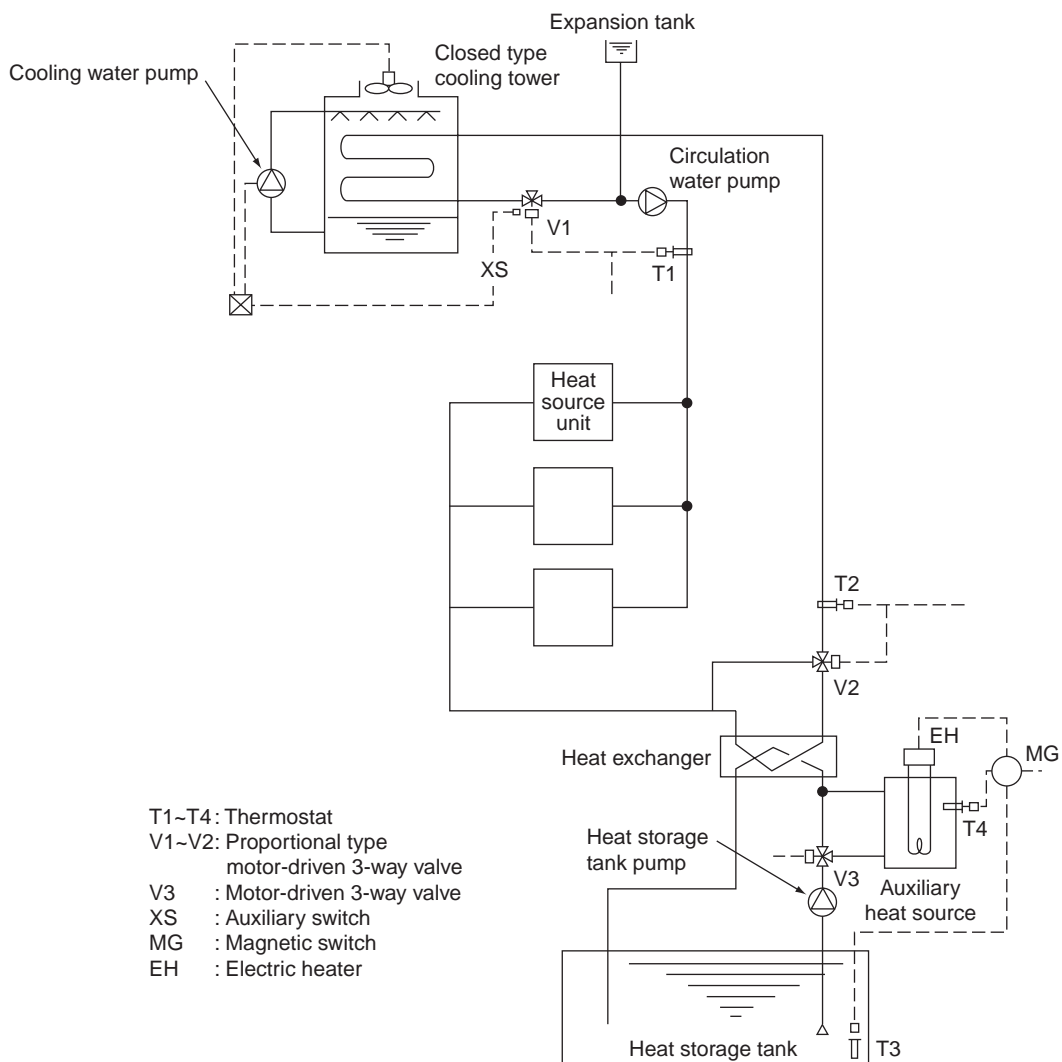 Expansion tank
Closed type
cooling tower
Cooling water pump
Circulation
water pump
V1
T1
XS
Heat
source
unit
T2
V2
EH
Heat exchanger
MG
T4
Heat storage
tank pump
V3
Auxiliary
heat source
T1~T4 : Thermostat
V1~V2 : Proportional type
motor-driven 3-way valve
V3 : Motor-driven 3-way valve
XS : Auxiliary switch
MG : Magnetic switch
EH : Electric heater
Heat storage tank
T3